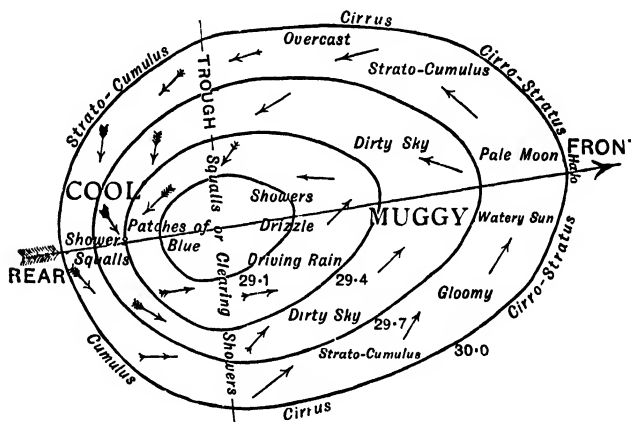 Cirrus
Overcast
Strato-Cumulus
Strato-Cumulus
Cirro-Stratus
TROUGH
Squalls or Clearing
Showers
Dirty Sky
Pale Moon
Halo
FRONT
COOL
Showers
Patches of
Blue
Drizzle
MUGGY
Watery Sun
Showers
Squalls
REAR
Driving Rain
29·1
29·4
Gloomy
Cirro-Stratus
Dirty Sky
29·7
Strato-Cumulus
30·0
Cumulus
Cirrus